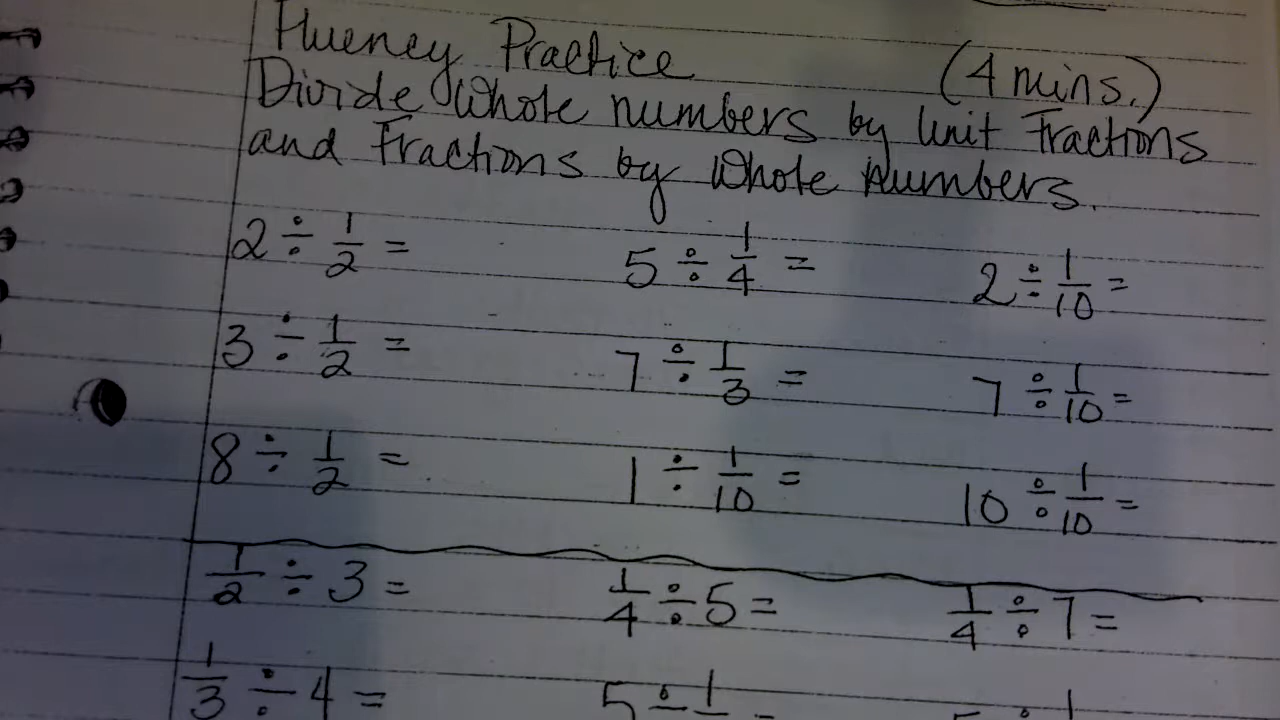 Fluency Practice (4 mins.)
Divide Whole numbers by Unit Fractions
and Fractions by Whole Numbers.
2 ÷ 1/2 = 5 ÷ 1/4 = 2 ÷ 1/10 =
3 ÷ 1/2 = 7 ÷ 1/3 = 7 ÷ 1/10 =
8 ÷ 1/2 = 1 ÷ 1/10 = 10 ÷ 1/10 =
1/2 ÷ 3 = 1/4 ÷ 5 = 1/4 ÷ 7 =
1/3 ÷ 4 = 5 ÷ 1